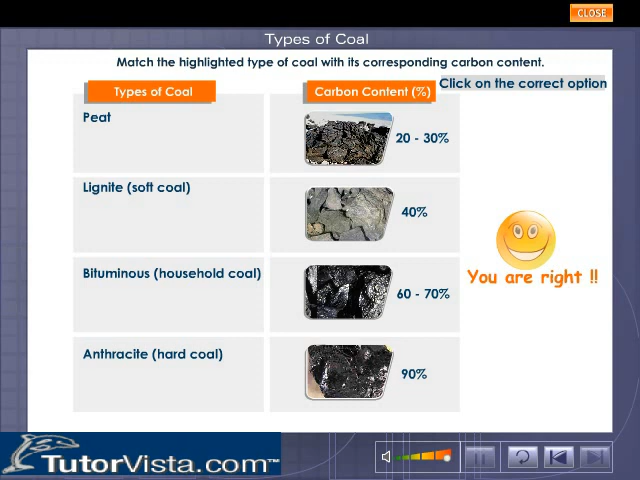 CLOSE
Types of Coal
Match the highlighted type of coal with its corresponding carbon content.
Click on the correct option
Types of Coal
Carbon Content (%)
Peat
20 - 30%
Lignite (soft coal)
40%
Bituminous (household coal)
60 - 70%
You are right !!
Anthracite (hard coal)
90%
TutorVista.com™